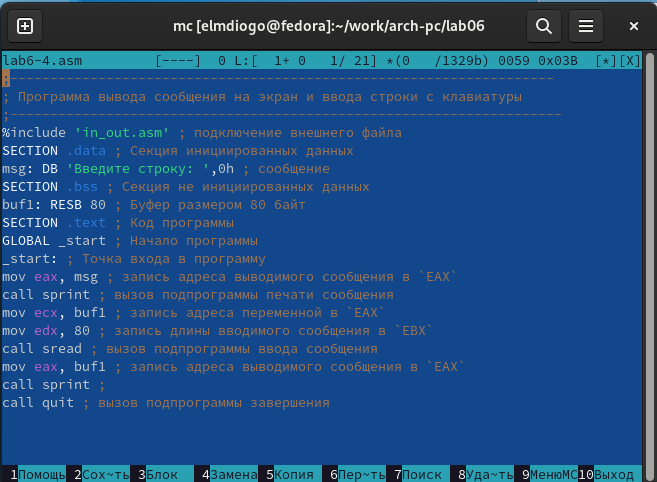 mc [elmdiogo@fedora]:~/work/arch-pc/lab06
lab6-4.asm [----] 0 L:[ 1+ 0 1/ 21] *(0 /1329b) 0059 0x03B [*][X]
;--------------------------------------------------------------------
; Программа вывода сообщения на экран и ввода строки с клавиатуры
;---------------------------------------------------------------------
%include 'in_out.asm' ; подключение внешнего файла
SECTION .data ; Секция инициированных данных
msg: DB 'Введите строку: ',0h ; сообщение
SECTION .bss ; Секция не инициированных данных
buf1: RESB 80 ; Буфер размером 80 байт
SECTION .text ; Код программы
GLOBAL _start ; Начало программы
_start: ; Точка входа в программу
mov eax, msg ; запись адреса выводимого сообщения в `EAX`
call sprint ; вызов подпрограммы печати сообщения
mov ecx, buf1 ; запись адреса переменной в `EAX`
mov edx, 80 ; запись длины вводимого сообщения в `EBX`
call sread ; вызов подпрограммы ввода сообщения
mov eax, buf1 ; запись адреса выводимого сообщения в `EAX`
call sprint ;
call quit ; вызов подпрограммы завершения
1Помощь 2Сох~ть 3Блок 4Замена 5Копия 6Пер~ть 7Поиск 8Уда~ть 9МенюMC 10Выход